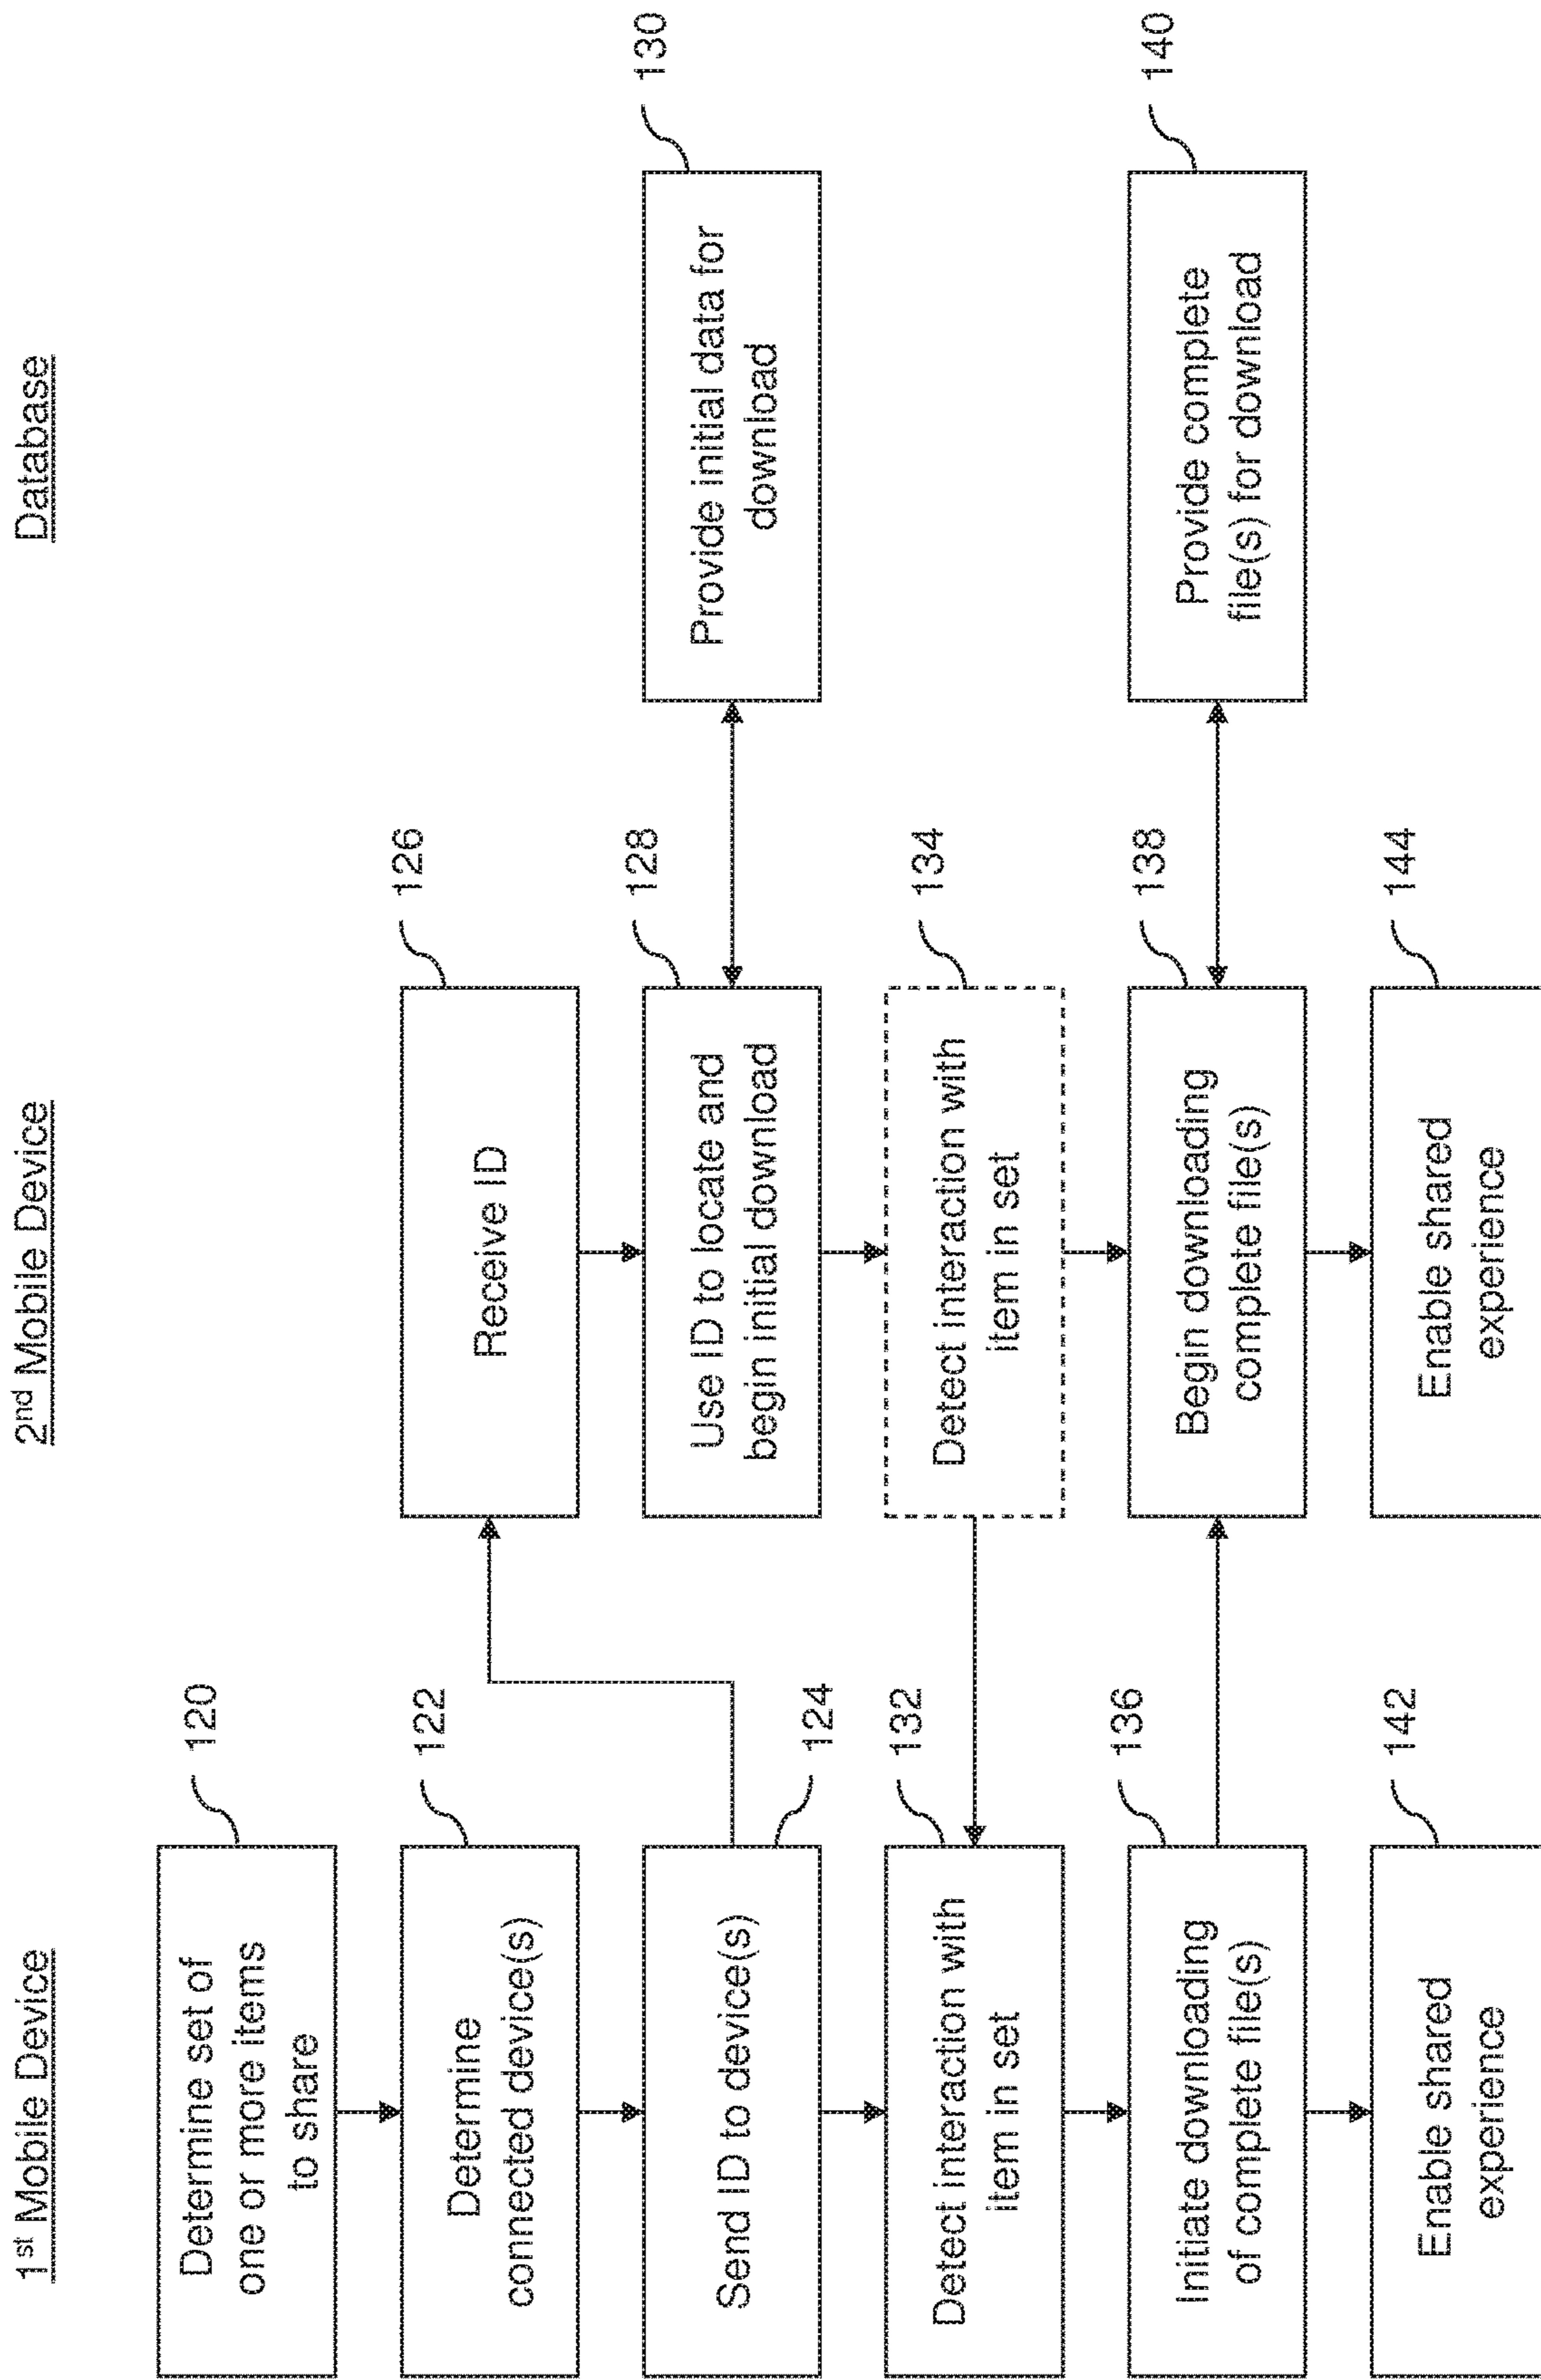 1st Mobile Device
2nd Mobile Device
Database
120
Determine set of
one or more items
to share
122
Determine
connected device(s)
124
Send ID to device(s)
126
Receive ID
128
Use ID to locate and
begin initial download
130
Provide initial data for
download
132
Detect interaction with
item in set
134
Detect interaction with
item in set
136
Initiate downloading
of complete file(s)
138
Begin downloading
complete file(s)
140
Provide complete
file(s) for download
142
Enable shared
experience
144
Enable shared
experience